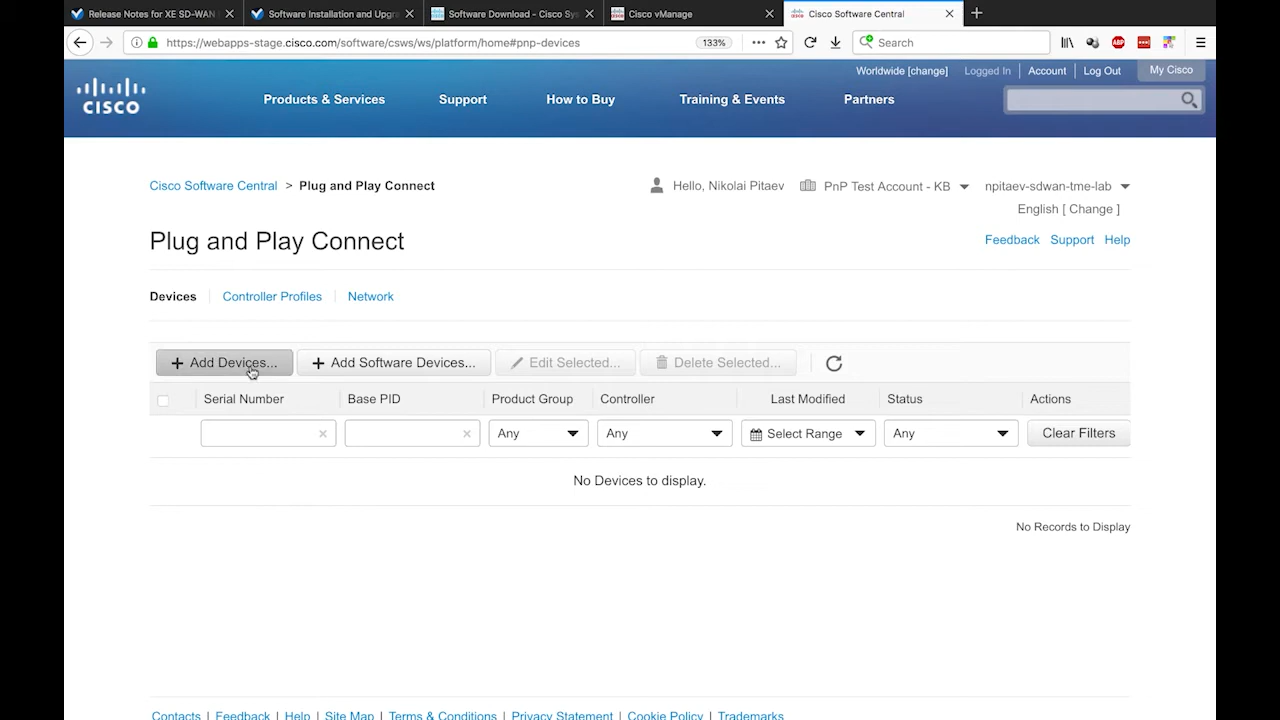 Release Notes for XE SD-WAN
Software Installation and Upgra
Software Download – Cisco Sys
Cisco vManage
Cisco Software Central
https://webapps-stage.cisco.com/software/csws/ws/platform/home#pnp-devices
133%
Search
ABP
Worldwide [change]
Logged In
Account
Log Out
My Cisco
CISCO
Products & Services
Support
How to Buy
Training & Events
Partners
Cisco Software Central > Plug and Play Connect
Hello, Nikolai Pitaev
PnP Test Account - KB
npitaev-sdwan-tme-lab
English [ Change ]
Plug and Play Connect
Feedback Support Help
Devices
Controller Profiles
Network
+ Add Devices...
+ Add Software Devices...
Edit Selected...
Delete Selected...
Serial Number
Base PID
Product Group
Controller
Last Modified
Status
Actions
Any
Any
Select Range
Any
Clear Filters
No Devices to display.
No Records to Display
Contacts | Feedback | Help | Site Map | Terms & Conditions | Privacy Statement | Cookie Policy | Trademarks